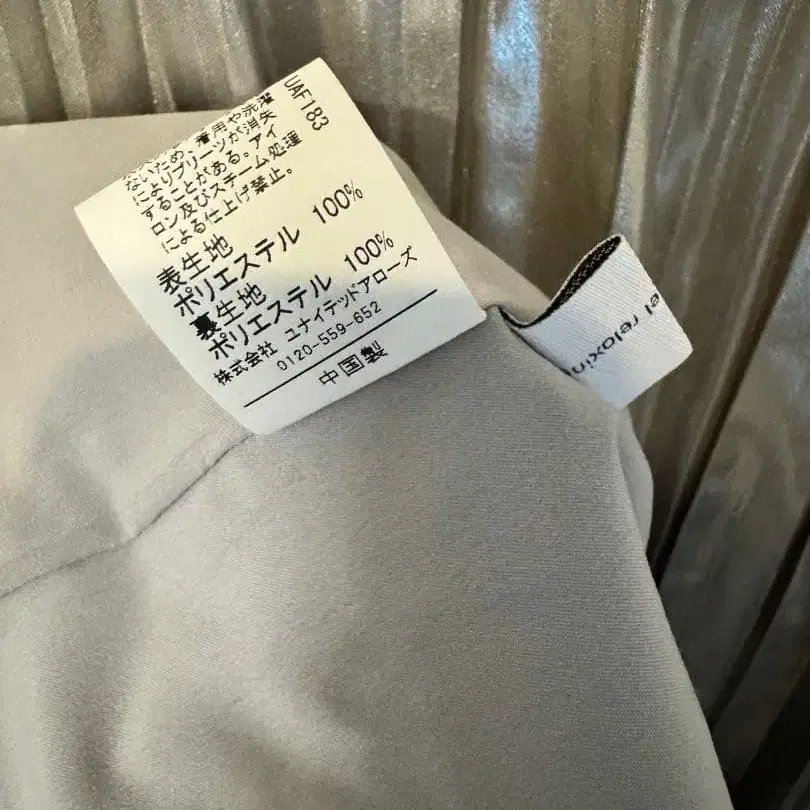 UAF183
ないため、着用や洗濯
によりプリーツが消失
することがある。アイ
ロン及びスチーム処理
による仕上げ禁止。
表生地
ポリエステル 100%
裏生地
ポリエステル 100%
株式会社 ユナイテッドアローズ
0120-559-652
中国製
el relaxin